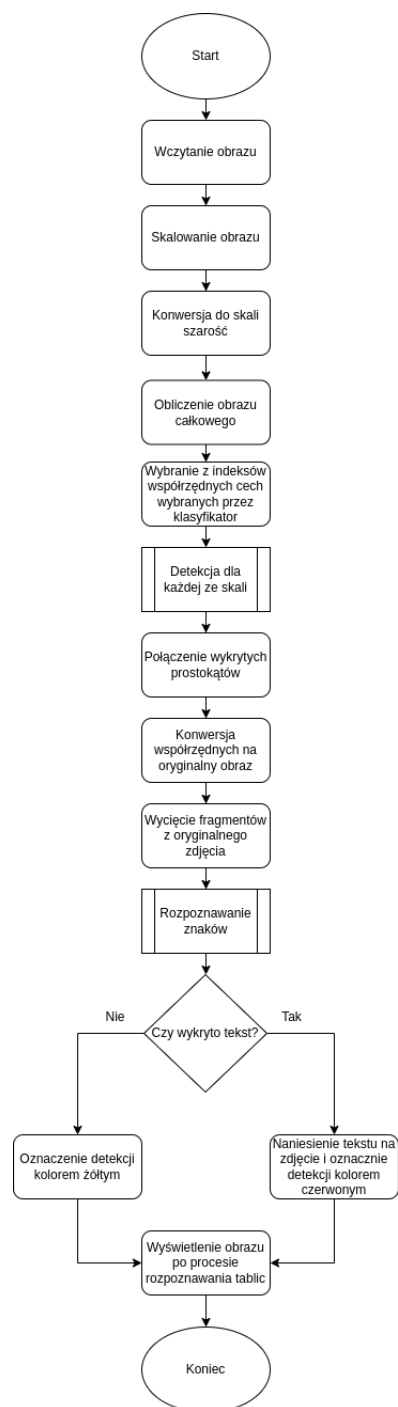 Start
Wczytanie obrazu
Skalowanie obrazu
Konwersja do skali
szarość
Obliczenie obrazu
całkowego
Wybranie z indeksów
współrzędnych cech
wybranych przez
klasyfikator
Detekcja dla
każdej ze skali
Połączenie wykrytych
prostokątów
Konwersja
współrzędnych na
oryginalny obraz
Wycięcie fragmentów
z oryginalnego
zdjęcia
Rozpoznawanie
znaków
Czy wykryto tekst?
Nie
Tak
Oznaczenie detekcji
kolorem żółtym
Naniesienie tekstu na
zdjęcie i oznacznie
detekcji kolorem
czerwonym
Wyświetlenie obrazu
po procesie
rozpoznawania tablic
Koniec